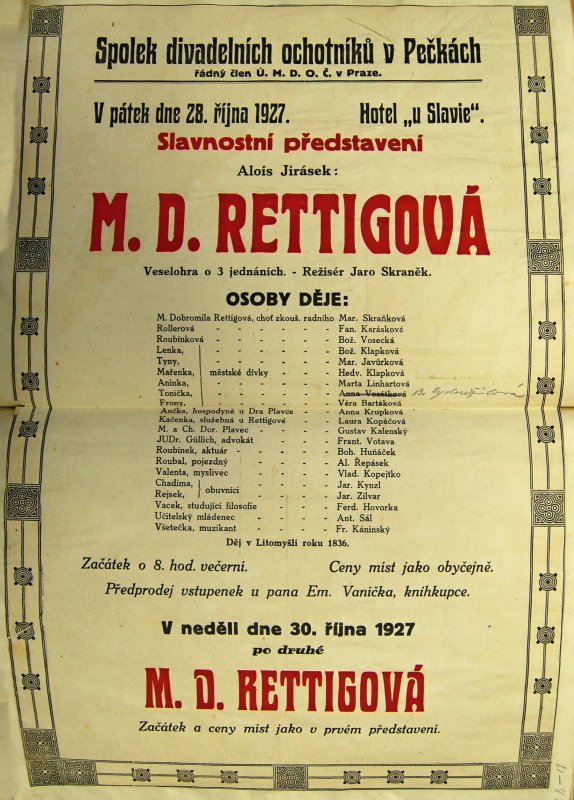 Spolek divadelních ochotníků v Pečkách
řádný člen Ú. M. D. O. Č. v Praze.
V pátek dne 28. října 1927. Hotel „u Slavie“.
Slavnostní představení
Alois Jirásek:
M. D. RETTIGOVÁ
Veselohra o 3 jednáních. - Režisér Jaro Skraněk.
OSOBY DĚJE:
M. Dobromila Rettigová, choť zkouš. radního Mar. Skraňková
Rollerová - - - - - - Fan. Karásková
Roubínková - - - - - - Bož. Vosecká
Lenka, - - - - - - Bož. Klapková
Tyny, - - - - - - Mar. Javůrková
Mařenka, městské dívky - - - - Hedv. Klapková
Aninka, - - - - - - Marta Linhartová
Tonička, - - - - - - Anna Vosátková
Frony, - - - - - - Věra Bartáková
Ančka, hospodyně u Dra Plavce - - - Anna Krupková
Kačenka, služebná u Rettigové - - - Laura Kopáčová
M. a Ch. Dor. Plavec - - - - Gustav Kalenský
JUDr. Güllich, advokát - - - - Frant. Votava
Roubínek, aktuár - - - - - Boh. Huňáček
Roubal, pojezdný - - - - Al. Řepásek
Valenta, myslivec - - - - Vlad. Kopejtko
Chadima, - - - - Jar. Kynzl
obuvníci
Rejsek, - - - - Jar. Zilvar
Vacek, studující filosofie - - - - Ferd. Hovorka
Učitelský mládenec - - - - Ant. Sál
Všetečka, muzikant - - - - Fr. Káninský
Děj v Litomyšli roku 1836.
Začátek o 8. hod. večerní. Ceny míst jako obyčejně.
Předprodej vstupenek u pana Em. Vanička, knihkupce.
V neděli dne 30. října 1927
po druhé
M. D. RETTIGOVÁ
Začátek a ceny míst jako v prvém představení.